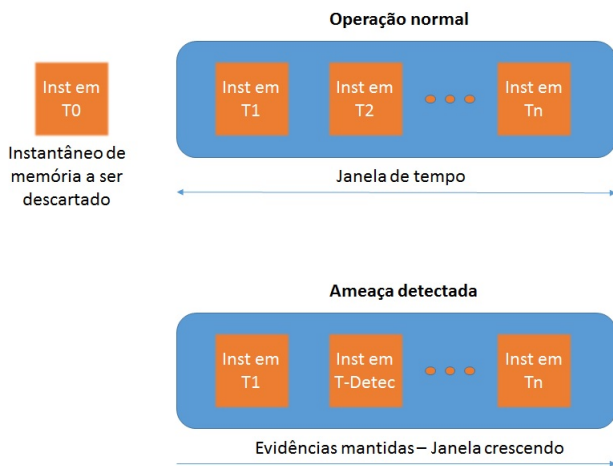 Operação normal
Inst em
T0
Inst em
T1
Inst em
T2
Inst em
Tn
Instantâneo de
memória a ser
descartado
Janela de tempo
Ameaça detectada
Inst em
T1
Inst em
T-Detec
Inst em
Tn
Evidências mantidas – Janela crescendo